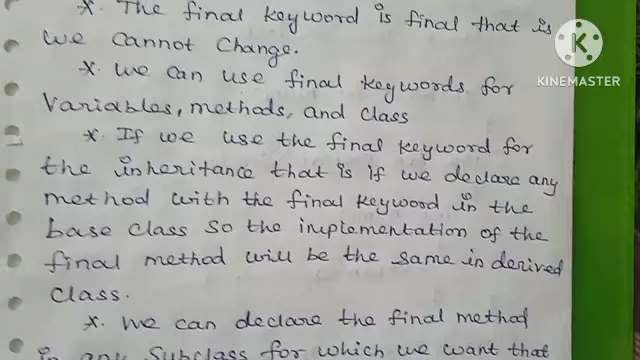 *. The final keyword is final that is
we cannot change.
*. we can use final keywords for
variables, methods, and class
*. If we use the final keyword for
the inheritance that is if we declare any
method with the final keyword in the
base class so the implementation of the
final method will be the same in derived
class.
*. we can declare the final method
in any subclass for which we want that
KINEMASTER